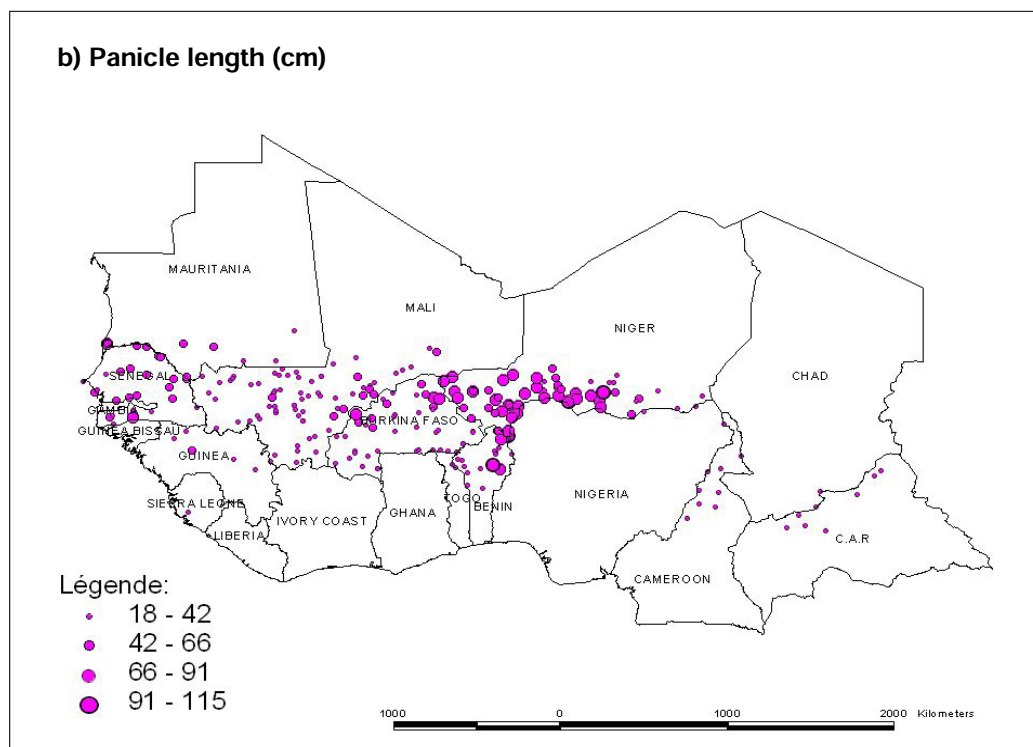 b) Panicle length (cm)
MAURITANIA
MALI
NIGER
CHAD
SENEGAL
GAMBIA
GUINEA BISSAU
BURKINA FASO
GUINEA
NIGERIA
SIERRA LEONE
IVORY COAST
GHANA
TOGO
BENIN
LIBERIA
C.A.R
CAMEROON
Légende:
18 - 42
42 - 66
66 - 91
91 - 115
1000 0 1000 2000 Kilometers